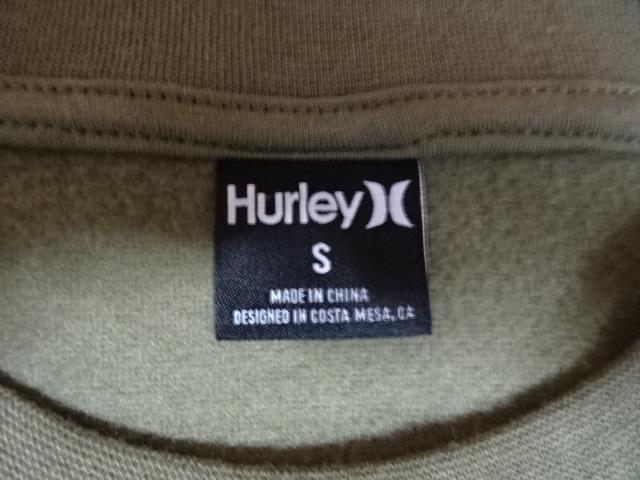 Hurley
S
MADE IN CHINA
DESIGNED IN COSTA MESA, CA